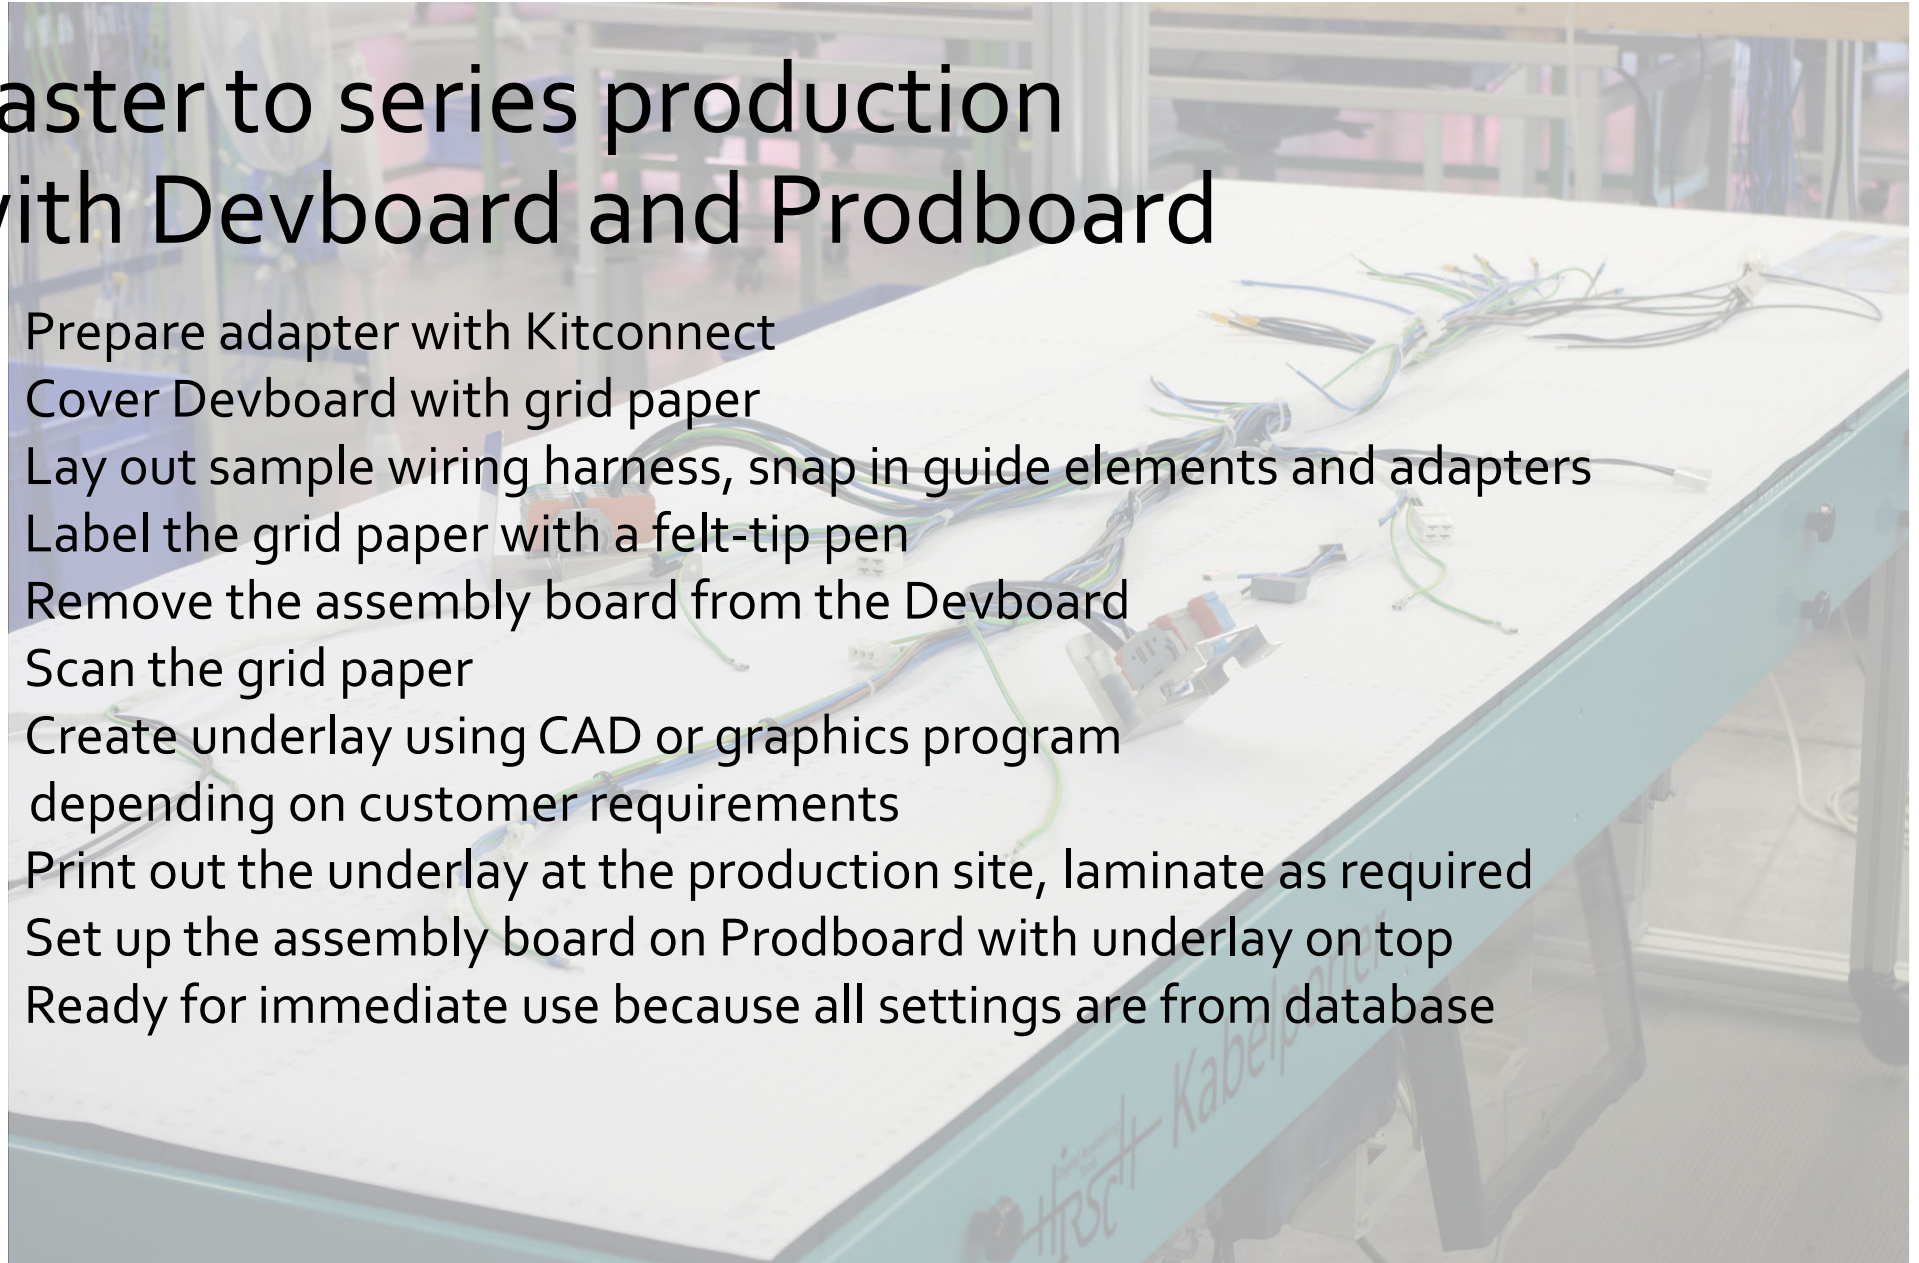 aster to series production
ith Devboard and Prodboard
Prepare adapter with Kitconnect
Cover Devboard with grid paper
Lay out sample wiring harness, snap in guide elements and adapters
Label the grid paper with a felt-tip pen
Remove the assembly board from the Devboard
Scan the grid paper
Create underlay using CAD or graphics program
depending on customer requirements
Print out the underlay at the production site, laminate as required
Set up the assembly board on Prodboard with underlay on top
Ready for immediate use because all settings are from database
HIRSCH Kabelporter